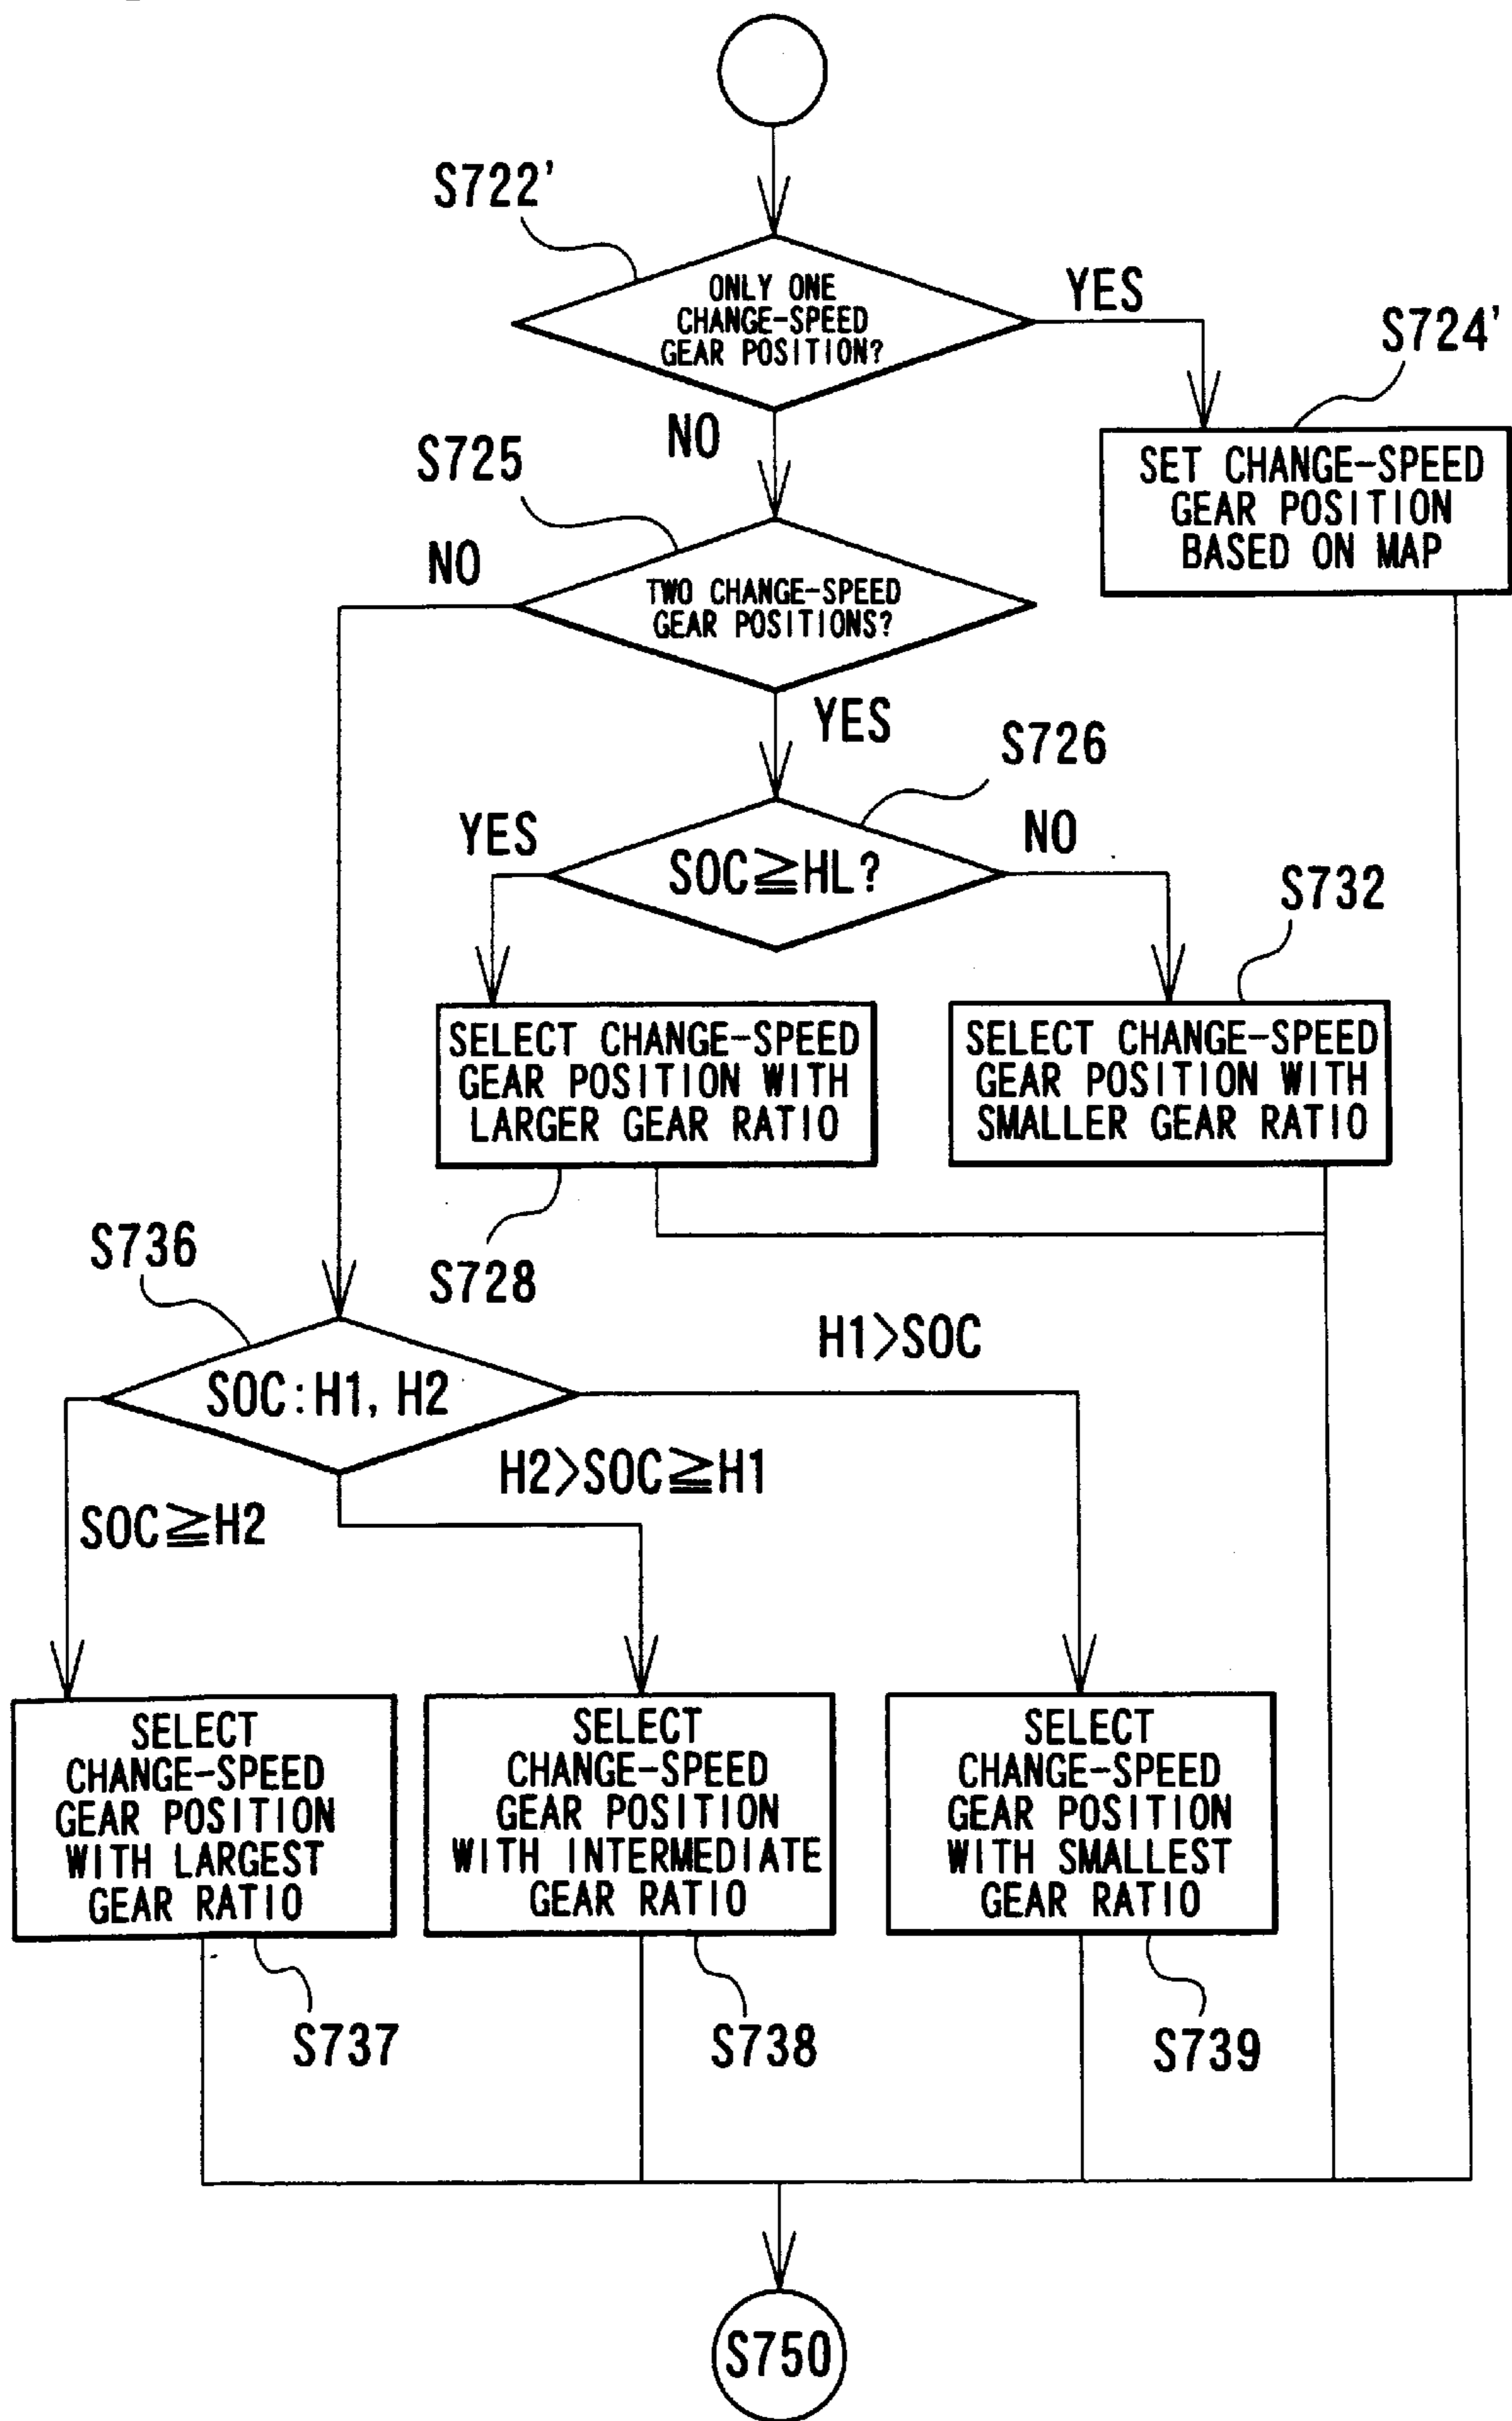 S722'
ONLY ONE
CHANGE-SPEED
GEAR POSITION?
YES
S724'
SET CHANGE-SPEED
GEAR POSITION
BASED ON MAP
NO
S725
NO
TWO CHANGE-SPEED
GEAR POSITIONS?
YES
S726
YES
SOC≧HL?
NO
S732
SELECT CHANGE-SPEED
GEAR POSITION WITH
LARGER GEAR RATIO
SELECT CHANGE-SPEED
GEAR POSITION WITH
SMALLER GEAR RATIO
S728
S736
SOC:H1, H2
H1>SOC
H2>SOC≧H1
SOC≧H2
SELECT
CHANGE-SPEED
GEAR POSITION
WITH LARGEST
GEAR RATIO
SELECT
CHANGE-SPEED
GEAR POSITION
WITH INTERMEDIATE
GEAR RATIO
SELECT
CHANGE-SPEED
GEAR POSITION
WITH SMALLEST
GEAR RATIO
S737
S738
S739
S750